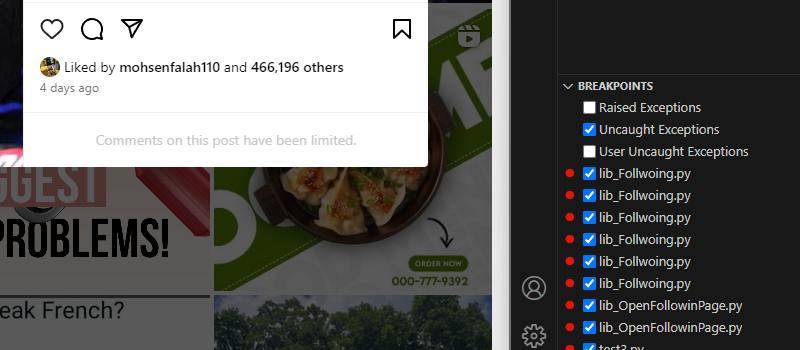 Liked by mohsenfalah110 and 466,196 others
4 days ago
Comments on this post have been limited.
GGEST
PROBLEMS!
eak French?
ORDER NOW
000-777-9392
BREAKPOINTS
Raised Exceptions
Uncaught Exceptions
User Uncaught Exceptions
lib_Follwoing.py
lib_Follwoing.py
lib_Follwoing.py
lib_Follwoing.py
lib_Follwoing.py
lib_Follwoing.py
lib_OpenFollowinPage.py
lib_OpenFollowinPage.py
test3.py